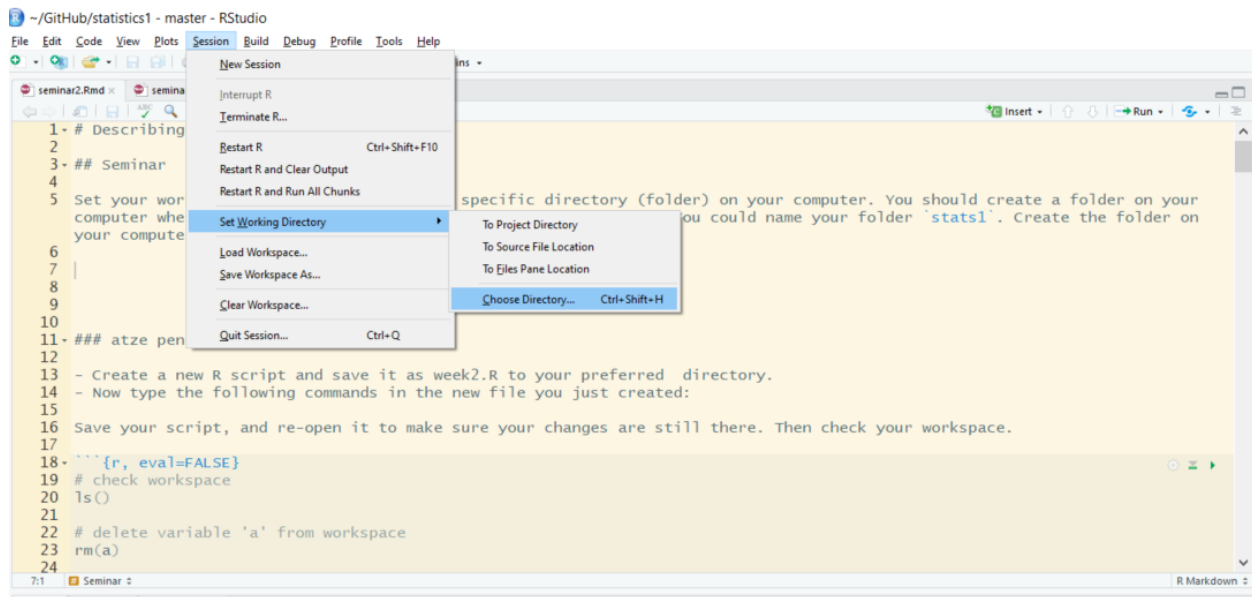 ~/GitHub/statistics1 - master - RStudio
File Edit Code View Plots Session Build Debug Profile Tools Help
New Session
Interrupt R
Terminate R...
Restart R Ctrl+Shift+F10
Restart R and Clear Output
Restart R and Run All Chunks
Set Working Directory
Load Workspace...
Save Workspace As...
Clear Workspace...
Quit Session... Ctrl+Q
To Project Directory
To Source File Location
To Files Pane Location
Choose Directory... Ctrl+Shift+H
ins
seminar2.Rmd semina
ABC
Insert Run
1 # Describing
2
3 ## Seminar
4
5 Set your wor specific directory (folder) on your computer. You should create a folder on your
computer whe ou could name your folder `stats1`. Create the folder on
your compute
6
7
8
9
10
11 ### atze pen
12
13 - Create a new R script and save it as week2.R to your preferred  directory.
14 - Now type the following commands in the new file you just created:
15
16 Save your script, and re-open it to make sure your changes are still there. Then check your workspace.
17
18 ```{r, eval=FALSE}
19 # check workspace
20 ls()
21
22 # delete variable 'a' from workspace
23 rm(a)
24
7:1 Seminar R Markdown